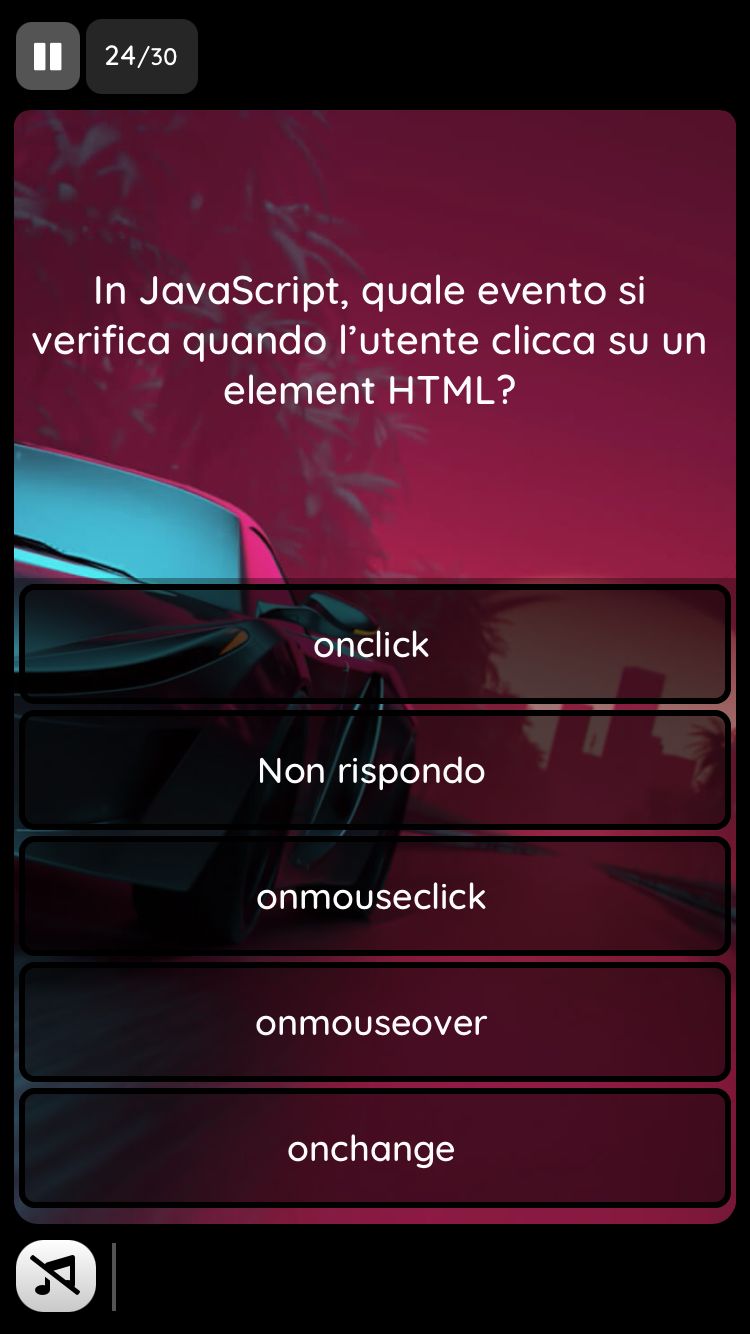 24/30
In JavaScript, quale evento si
verifica quando l’utente clicca su un
element HTML?
onclick
Non rispondo
onmouseclick
onmouseover
onchange